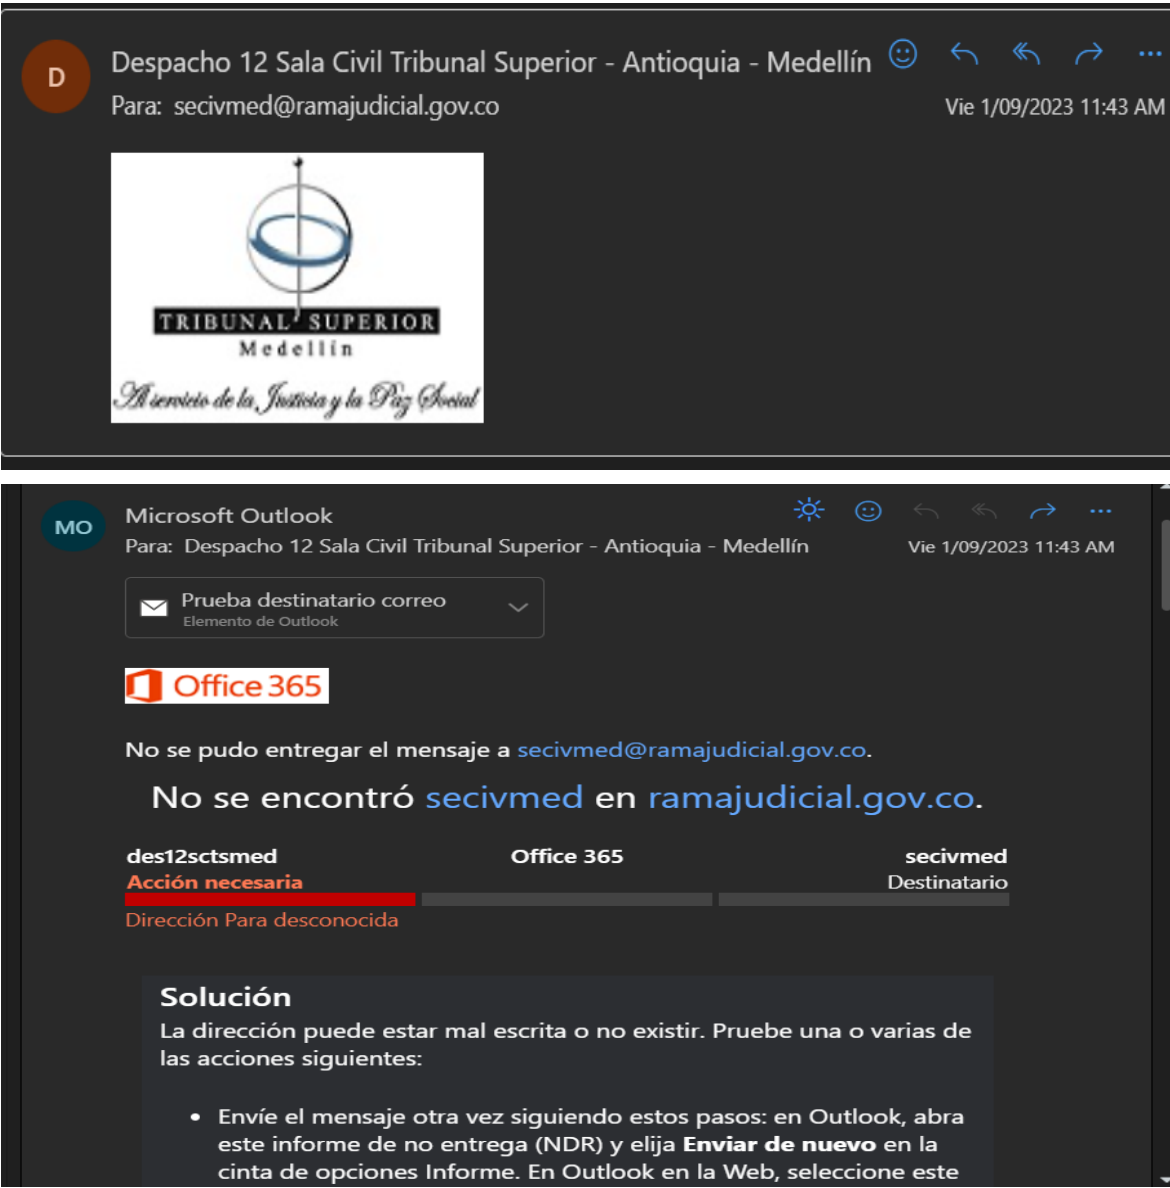 D
Despacho 12 Sala Civil Tribunal Superior - Antioquia - Medellín
Para: secivmed@ramajudicial.gov.co
Vie 1/09/2023 11:43 AM
TRIBUNAL SUPERIOR
Medellín
Al servicio de la Justicia y la Paz Social
MO
Microsoft Outlook
Para: Despacho 12 Sala Civil Tribunal Superior - Antioquia - Medellín
Vie 1/09/2023 11:43 AM
Prueba destinatario correo
Elemento de Outlook
Office 365
No se pudo entregar el mensaje a secivmed@ramajudicial.gov.co.
No se encontró secivmed en ramajudicial.gov.co.
des12sctsmed Office 365 secivmed
Acción necesaria Destinatario
Dirección Para desconocida
Solución
La dirección puede estar mal escrita o no existir. Pruebe una o varias de
las acciones siguientes:
• Envíe el mensaje otra vez siguiendo estos pasos: en Outlook, abra
este informe de no entrega (NDR) y elija Enviar de nuevo en la
cinta de opciones Informe. En Outlook en la Web, seleccione este